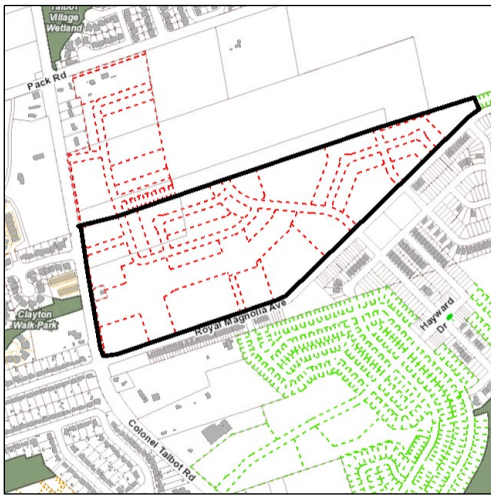 Talbot
Village
Wetland
Pack Rd
Clayton
Walk Park
Royal Magnolia Ave
Hayward
Dr
Colonel Talbot Rd